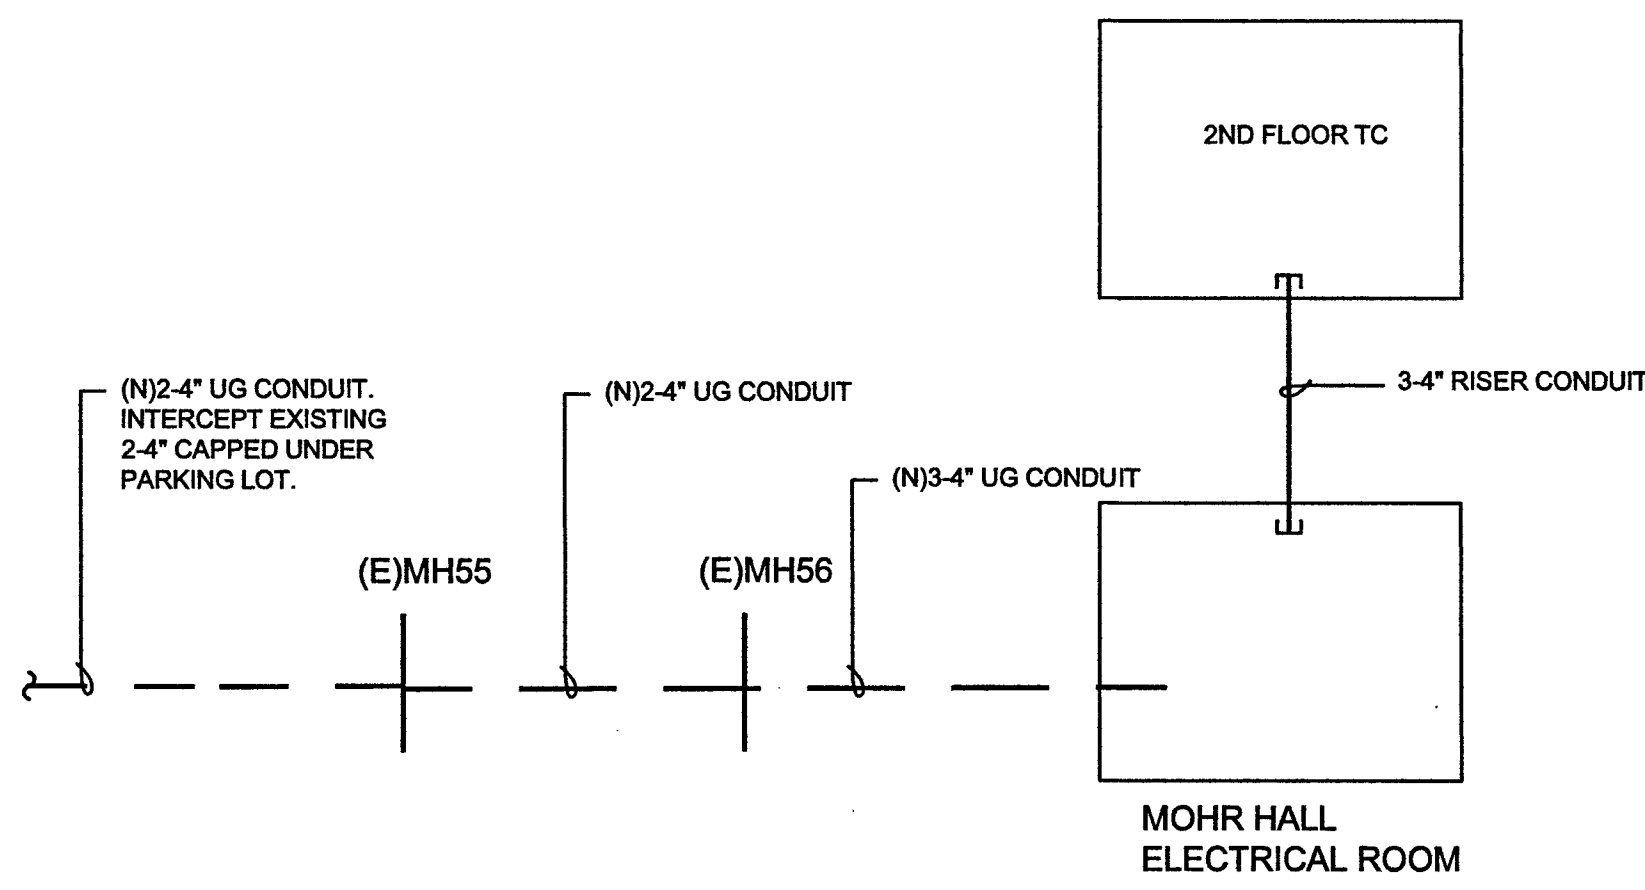 2ND FLOOR TC
3-4" RISER CONDUIT
(N)2-4" UG CONDUIT.
INTERCEPT EXISTING
2-4" CAPPED UNDER
PARKING LOT.
(N)2-4" UG CONDUIT
(N)3-4" UG CONDUIT
(E)MH55
(E)MH56
MOHR HALL
ELECTRICAL ROOM